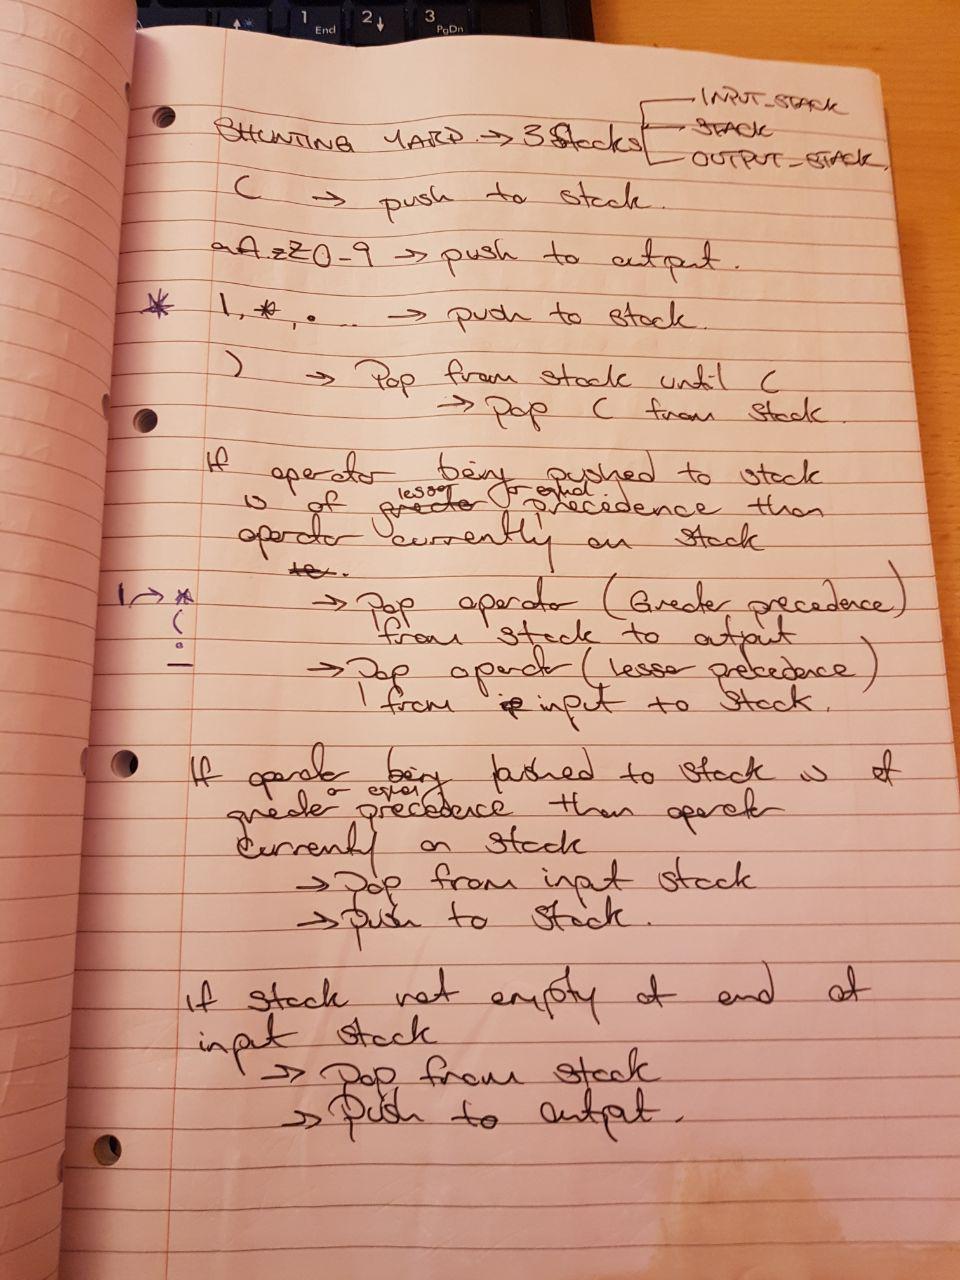 1 End 2 ↓ 3 PgDn
SHUNTING YARD → 3 Stacks
INPUT_STACK
STACK
OUTPUT_STACK
( → push to stack.
aA.zZ0-9 → push to output.
* |, *, . ... → push to stack.
) → Pop from stack until (
→ Pop ( from stack
If operator being pushed to stack
lesser or equal
is of greater precedence than
operator currently on stack
to.
| → *
(
.
→ Pop operator (Greater precedence)
from stack to output
→ Pop operator (lesser precedence)
from input to stack.
If operator being pushed to stack is of
or equal
greater precedence than operator
currently on stack
→ Pop from input stack
→ push to stack.
if stack not empty at end of
input stack
→ Pop from stack
→ Push to output.